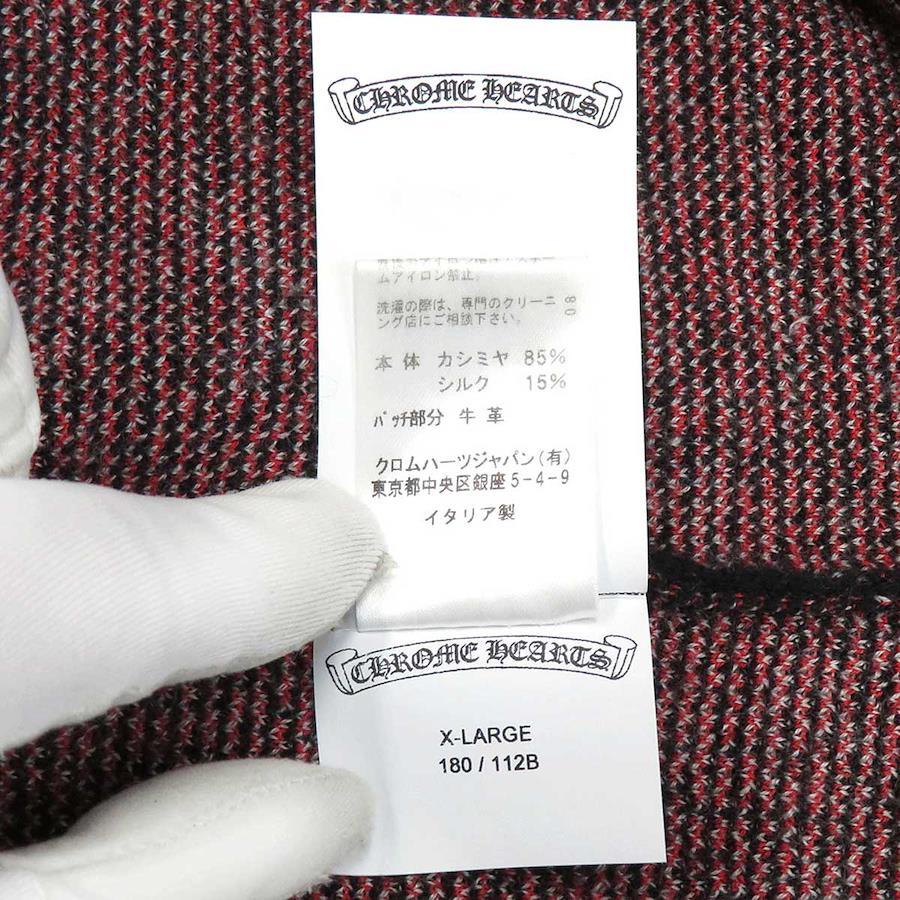 CHROME HEARTS
ムアイロン禁止。
洗濯の際は、専門のクリーニ
ング店にご相談下さい。
80
本体 カシミヤ 85%
シルク 15%
パッチ部分 牛革
クロムハーツジャパン(有)
東京都中央区銀座5-4-9
イタリア製
CHROME HEARTS
X-LARGE
180 / 112B